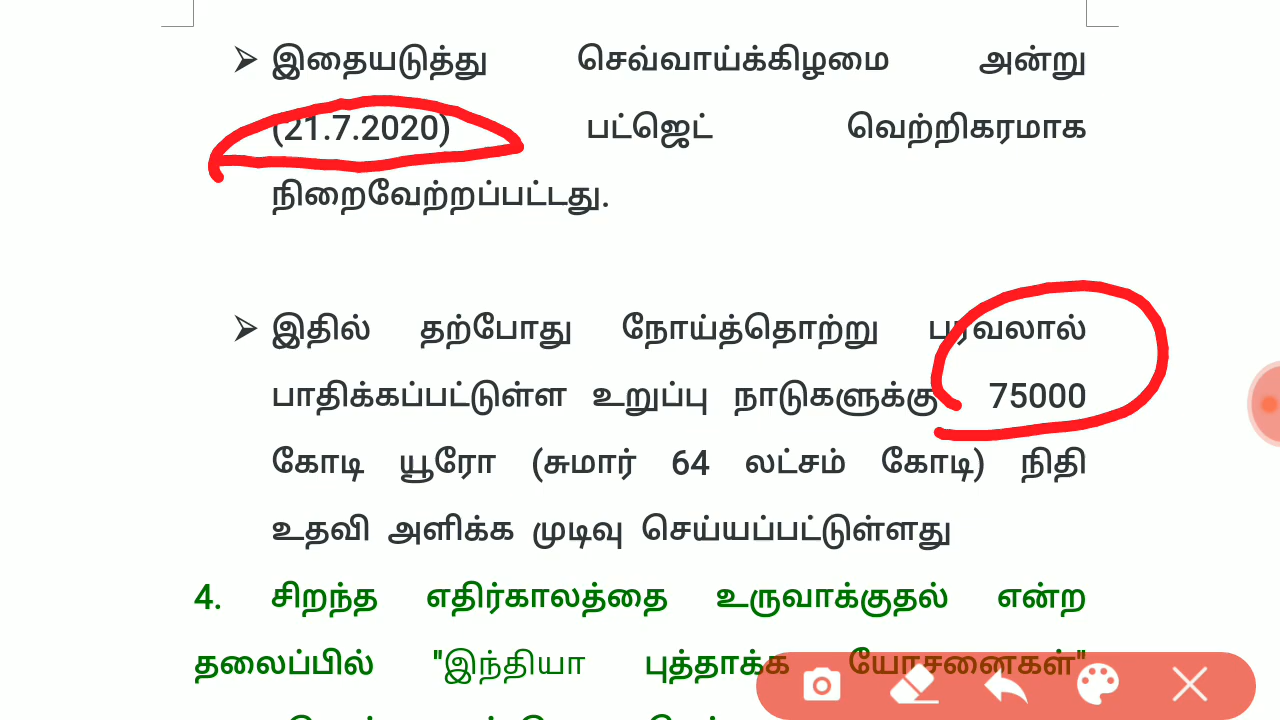 இதையடுத்து செவ்வாய்க்கிழமை அன்று
(21.7.2020) பட்ஜெட் வெற்றிகரமாக
நிறைவேற்றப்பட்டது.
இதில் தற்போது நோய்த்தொற்று பரவலால்
பாதிக்கப்பட்டுள்ள உறுப்பு நாடுகளுக்கு 75000
கோடி யூரோ (சுமார் 64 லட்சம் கோடி) நிதி
உதவி அளிக்க முடிவு செய்யப்பட்டுள்ளது
4. சிறந்த எதிர்காலத்தை உருவாக்குதல் என்ற
தலைப்பில் "இந்தியா புத்தாக்க யோசனைகள்"